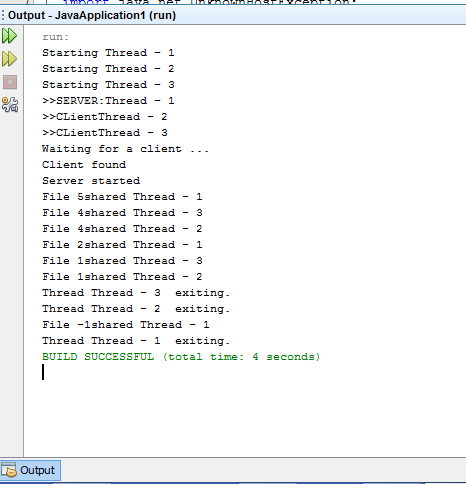 import java.net.UnknownHostException;
Output - JavaApplication1 (run)
run:
Starting Thread - 1
Starting Thread - 2
Starting Thread - 3
>>SERVER:Thread - 1
>>CLientThread - 2
>>CLientThread - 3
Waiting for a client ...
Client found
Server started
File 5shared Thread - 1
File 4shared Thread - 3
File 4shared Thread - 2
File 2shared Thread - 1
File 1shared Thread - 3
File 1shared Thread - 2
Thread Thread - 3  exiting.
Thread Thread - 2  exiting.
File -1shared Thread - 1
Thread Thread - 1  exiting.
BUILD SUCCESSFUL (total time: 4 seconds)
Output